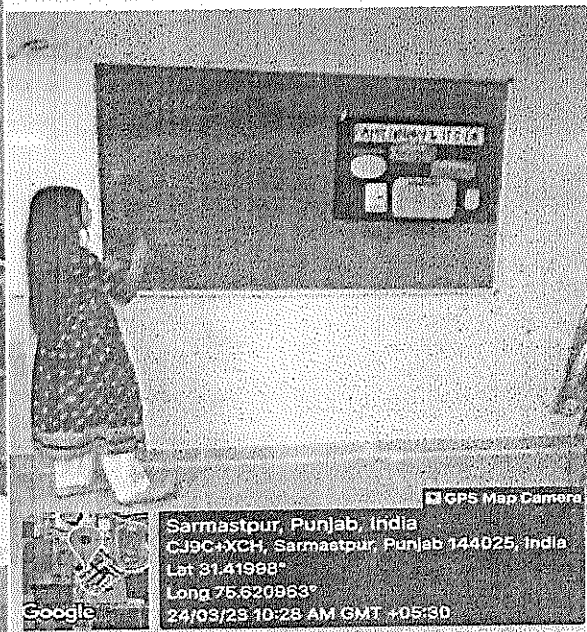 GPS Map Camera
Sarmastpur, Punjab, India
CJ9C+XCH, Sarmastpur, Punjab 144025, India
Lat 31.41998°
Long 75.620963°
24/03/23 10:28 AM GMT +05:30
Google